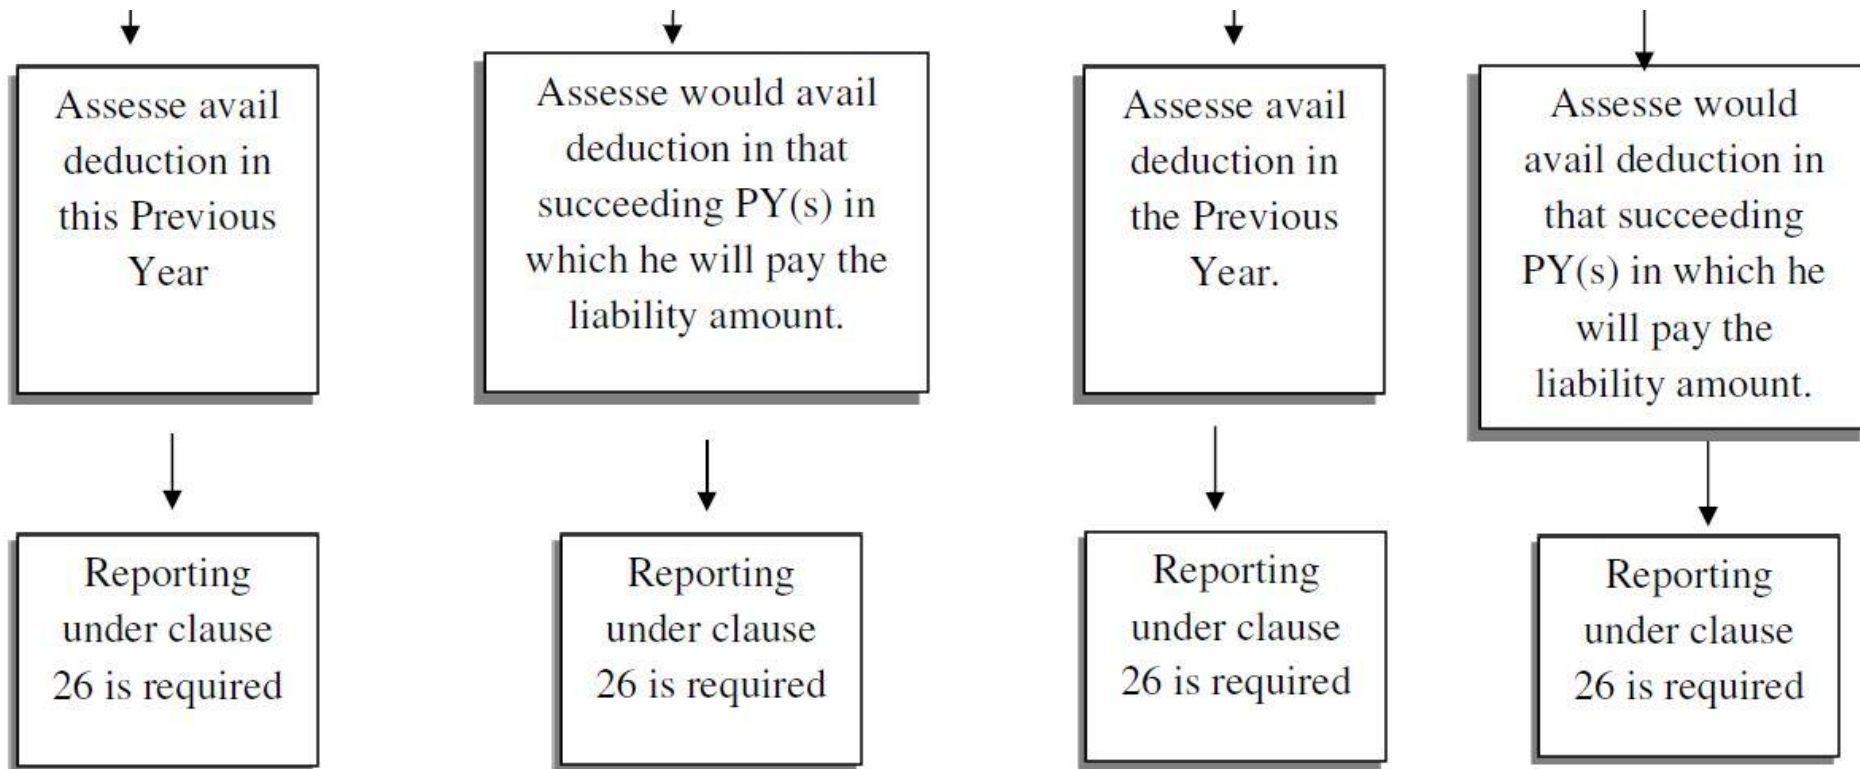 Assesse avail
deduction in
this Previous
Year
Assesse would avail
deduction in that
succeeding PY(s) in
which he will pay the
liability amount.
Assesse avail
deduction in
the Previous
Year.
Assesse would
avail deduction in
that succeeding
PY(s) in which he
will pay the
liability amount.
Reporting
under clause
26 is required
Reporting
under clause
26 is required
Reporting
under clause
26 is required
Reporting
under clause
26 is required